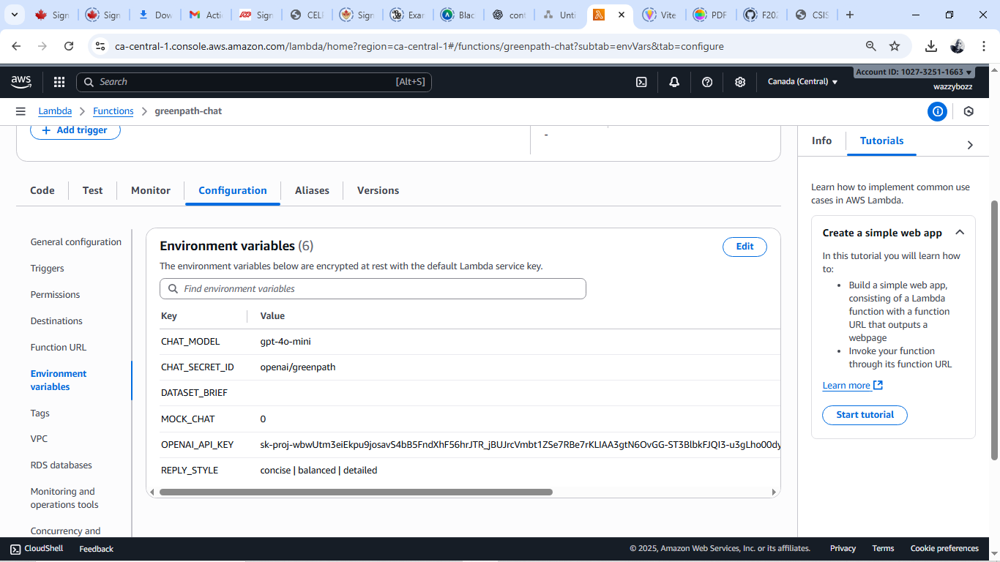 Sign
Sign
Dow
Acti
Sign
CELI
Sign
Exar
Blac
cont
Unti
Vite
PDF
F202
CSIS
ca-central-1.console.aws.amazon.com/lambda/home?region=ca-central-1#/functions/greenpath-chat?subtab=envVars&tab=configure
aws
Search
[Alt+S]
Canada (Central)
Account ID: 1027-3251-1663
wazzybozz
Lambda
Functions
greenpath-chat
Add trigger
-
Info
Tutorials
Code
Test
Monitor
Configuration
Aliases
Versions
General configuration
Triggers
Permissions
Destinations
Function URL
Environment
variables
Tags
VPC
RDS databases
Monitoring and
operations tools
Concurrency and
Environment variables (6)
Edit
The environment variables below are encrypted at rest with the default Lambda service key.
Find environment variables
Key Value
CHAT_MODEL gpt-4o-mini
CHAT_SECRET_ID openai/greenpath
DATASET_BRIEF
MOCK_CHAT 0
OPENAI_API_KEY sk-proj-wbwUtm3eiEkpu9josavS4bB5FndXhF56hrJTR_jBUJrcVmbt1ZSe7RBe7rKLIAA3gtN6OvGG-ST3BlbkFJQI3-u3gLho00dy
REPLY_STYLE concise | balanced | detailed
Learn how to implement common use
cases in AWS Lambda.
Create a simple web app
In this tutorial you will learn how
to:
Build a simple web app,
consisting of a Lambda
function with a function
URL that outputs a
webpage
Invoke your function
through its function URL
Learn more
Start tutorial
CloudShell
Feedback
© 2025, Amazon Web Services, Inc. or its affiliates.
Privacy
Terms
Cookie preferences